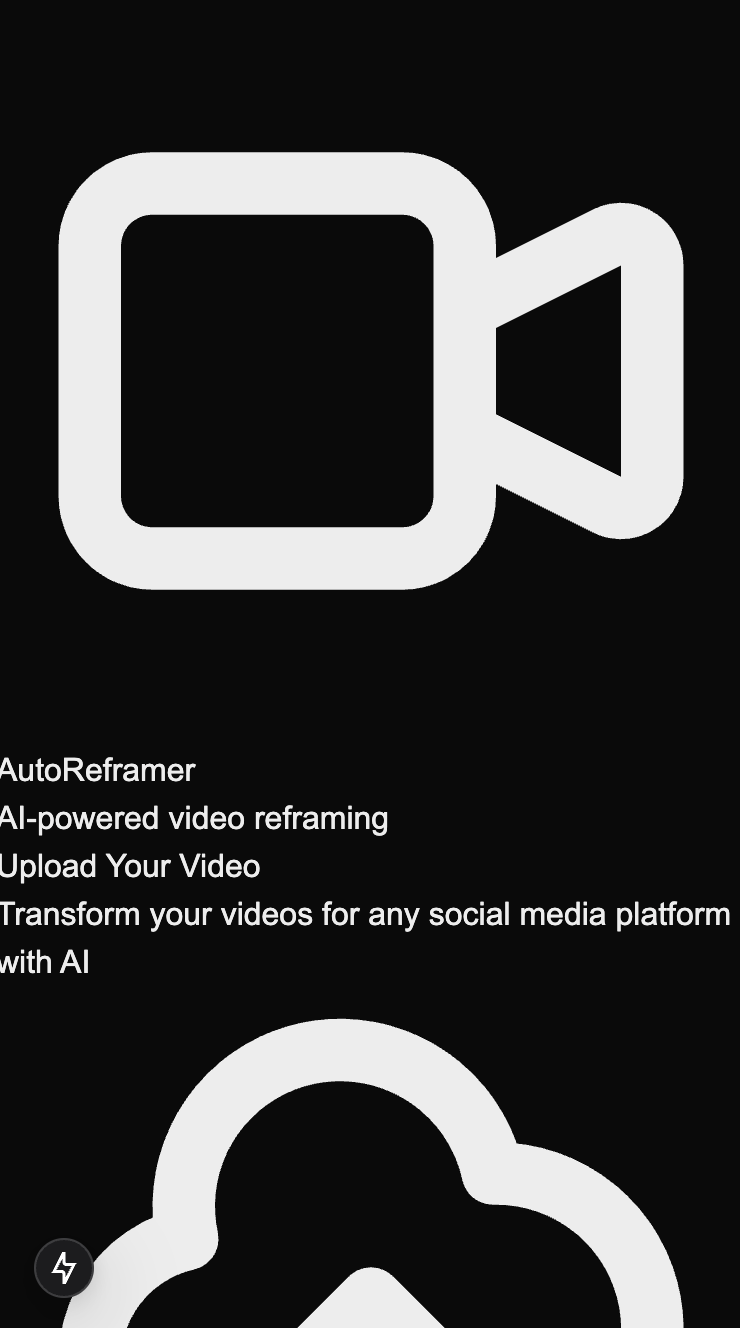 AutoReframer
AI-powered video reframing
Upload Your Video
Transform your videos for any social media platform
with AI